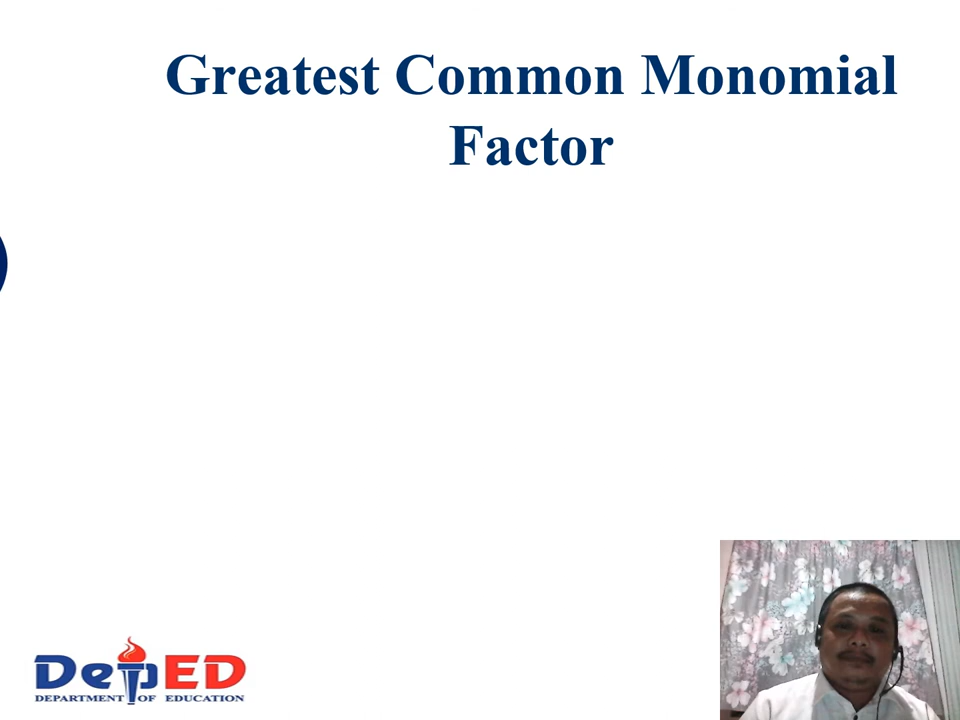 Greatest Common Monomial
Factor
DepED
DEPARTMENT OF EDUCATION